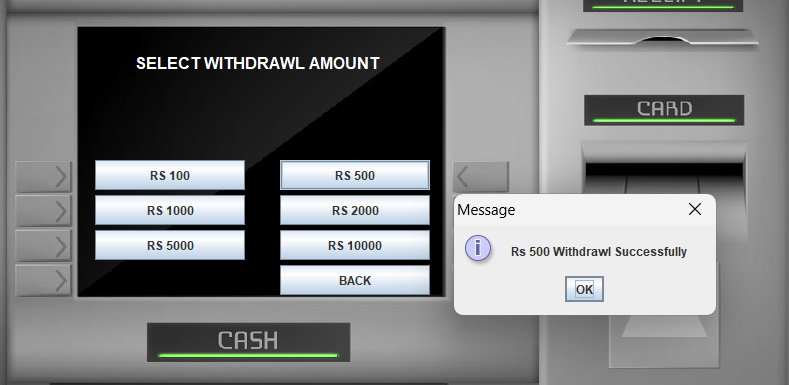 RECEIPT
SELECT WITHDRAWL AMOUNT
CARD
RS 100
RS 500
RS 1000
RS 2000
RS 5000
RS 10000
BACK
Message
Rs 500 Withdrawl Successfully
OK
CASH